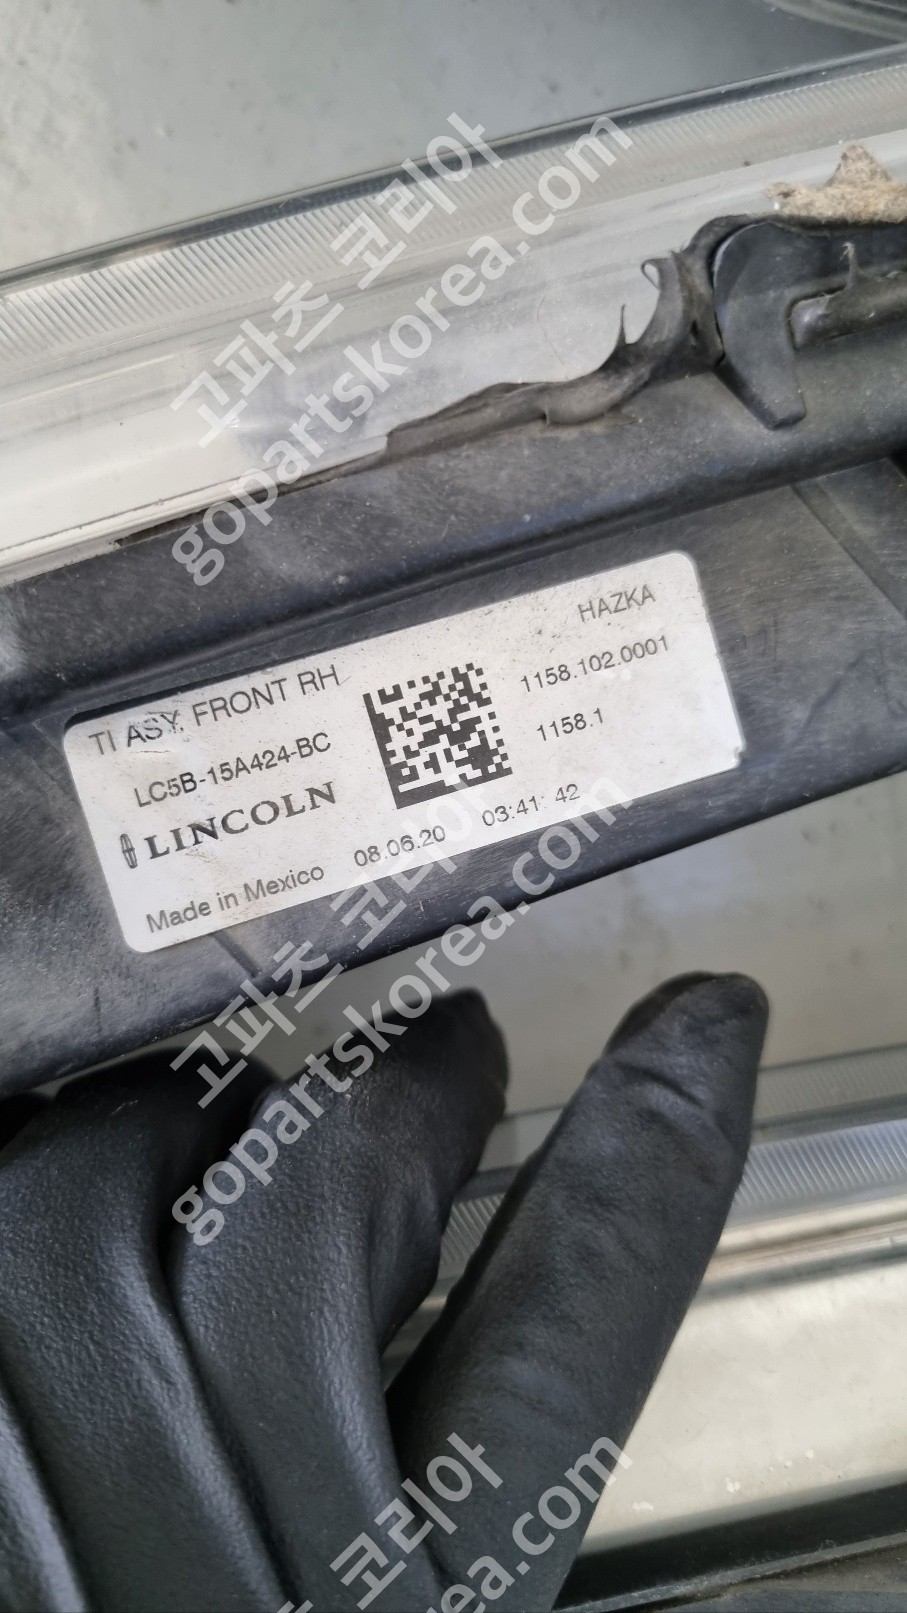 고파츠 코리아
gopartskorea.com
HAZKA
TI ASY. FRONT RH
1158.102.0001
LC5B-15A424-BC
1158.1
LINCOLN
Made in Mexico 08.06.20 03:41:42
고파츠 코리아
gopartskorea.com
고파츠 코리아
gopartskorea.com